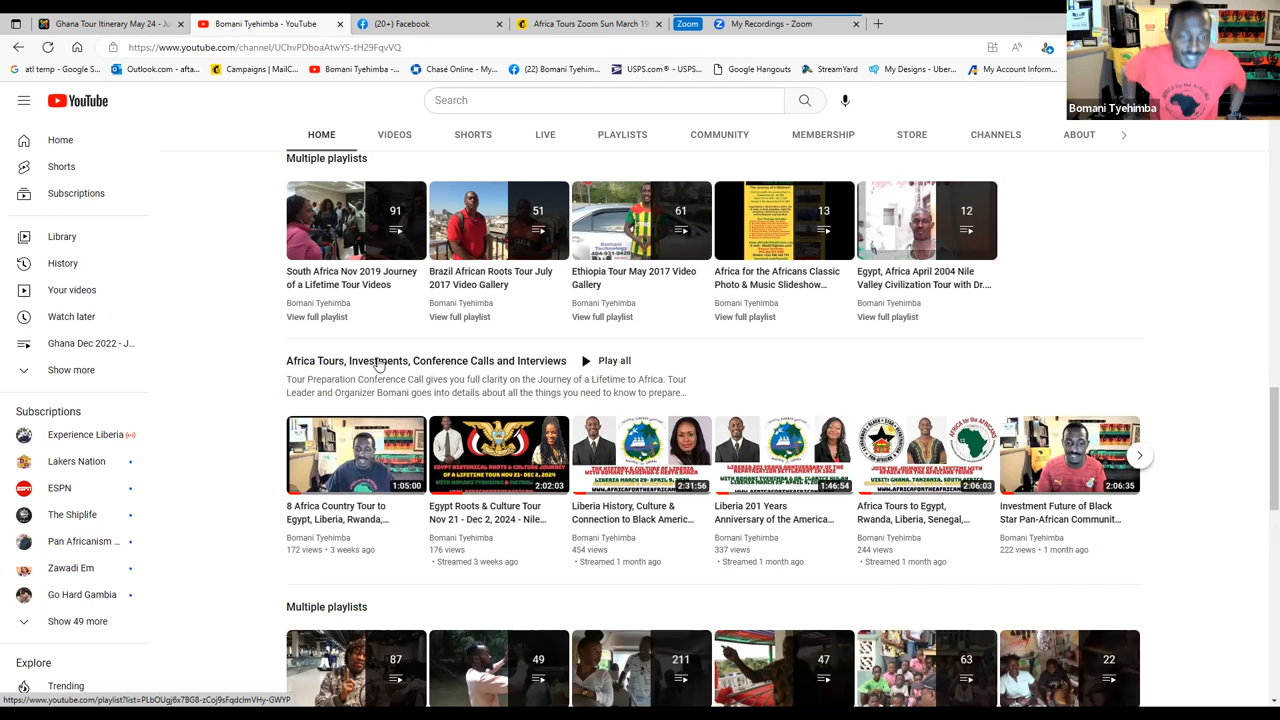 Ghana Tour Itinerary May 24 - Ju
Bomani Tyehimba - YouTube
(20+) Facebook
Africa Tours Zoom Sun March 19
Zoom
My Recordings - Zoom
https://www.youtube.com/channel/UChvPDboaAtwYS-tH29FqvVQ
atl temp - Google S...
Outlook.com - afta...
Campaigns | MailC...
Bomani Tyehimba -...
Chase Online - My...
(22) Bomani Tyehim...
USPS.com® - USPS...
Google Hangouts
StreamYard
My Designs - Uber...
My Account Inform...
Bomani Tyehimba
YouTube
Search
HOME
VIDEOS
SHORTS
LIVE
PLAYLISTS
COMMUNITY
MEMBERSHIP
STORE
CHANNELS
ABOUT
Home
Shorts
Subscriptions
Library
History
Your videos
Watch later
Ghana Dec 2022 - J...
Show more
Subscriptions
Experience Liberia
Lakers Nation
ESPN
The Shiplife
Pan Africanism ...
Zawadi Em
Go Hard Gambia
Show 49 more
Explore
Trending
Multiple playlists
91
51
61
13
12
South Africa Nov 2019 Journey
of a Lifetime Tour Videos
Bomani Tyehimba
View full playlist
Brazil African Roots Tour July
2017 Video Gallery
Bomani Tyehimba
View full playlist
Ethiopia Tour May 2017 Video
Gallery
Bomani Tyehimba
View full playlist
Africa for the Africans Classic
Photo & Music Slideshow...
Bomani Tyehimba
View full playlist
Egypt, Africa April 2004 Nile
Valley Civilization Tour with Dr....
Bomani Tyehimba
View full playlist
Africa Tours, Investments, Conference Calls and Interviews
Play all
Tour Preparation Conference Call gives you full clarity on the Journey of a Lifetime to Africa. Tour
Leader and Organizer Bomani goes into details about all the things you need to know to prepare...
1:05:00
2:02:03
2:31:56
1:46:54
2:06:03
2:06:35
8 Africa Country Tour to
Egypt, Liberia, Rwanda,...
Bomani Tyehimba
172 views • 3 weeks ago
Egypt Roots & Culture Tour
Nov 21 - Dec 2, 2024 - Nile...
Bomani Tyehimba
176 views
• Streamed 3 weeks ago
Liberia History, Culture &
Connection to Black Americ...
Bomani Tyehimba
454 views
• Streamed 1 month ago
Liberia 201 Years
Anniversary of the America...
Bomani Tyehimba
337 views
• Streamed 1 month ago
Africa Tours to Egypt,
Rwanda, Liberia, Senegal,...
Bomani Tyehimba
244 views
• Streamed 1 month ago
Investment Future of Black
Star Pan-African Communit...
Bomani Tyehimba
222 views • 1 month ago
Multiple playlists
87
49
211
47
63
22
https://www.youtube.com/playlist?list=PLbOUgj6x7BG8-zCoj9sFqdclmVHy-GWYP